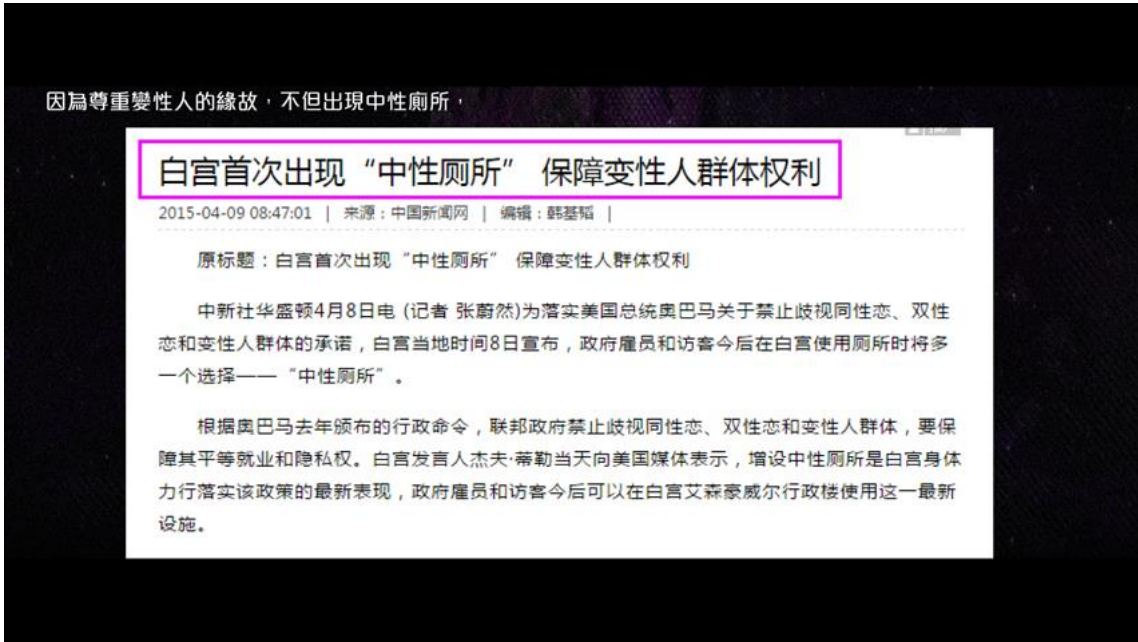 因為尊重變性人的緣故，不但出現中性廁所，
白宫首次出现“中性厕所” 保障变性人群体权利
2015-04-09 08:47:01 | 来源：中国新闻网 | 编辑：韩基韬 |
原标题：白宫首次出现“中性厕所” 保障变性人群体权利
中新社华盛顿4月8日电 (记者 张蔚然)为落实美国总统奥巴马关于禁止歧视同性恋、双性
恋和变性人群体的承诺，白宫当地时间8日宣布，政府雇员和访客今后在白宫使用厕所时将多
一个选择——“中性厕所”。
根据奥巴马去年颁布的行政命令，联邦政府禁止歧视同性恋、双性恋和变性人群体，要保
障其平等就业和隐私权。白宫发言人杰夫·蒂勒当天向美国媒体表示，增设中性厕所是白宫身体
力行落实该政策的最新表现，政府雇员和访客今后可以在白宫艾森豪威尔行政楼使用这一最新
设施。